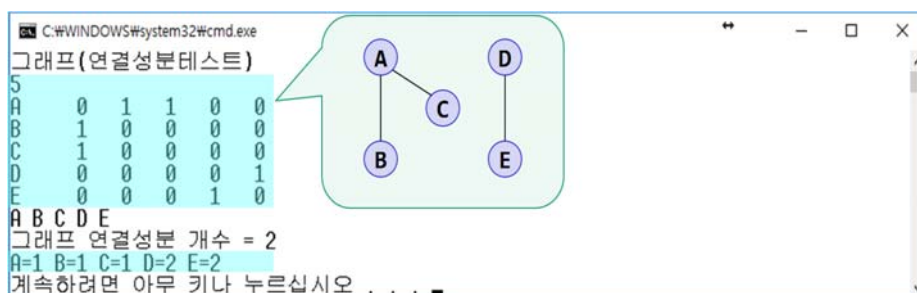 C:₩WINDOWS₩system32₩cmd.exe
그래프(연결성분테스트)
5
A 0 1 1 0 0
B 1 0 0 0 0
C 1 0 0 0 0
D 0 0 0 0 1
E 0 0 0 1 0
A B C D E
그래프 연결성분 개수 = 2
A=1 B=1 C=1 D=2 E=2
계속하려면 아무 키나 누르십시오 . . .
A D
C
B E